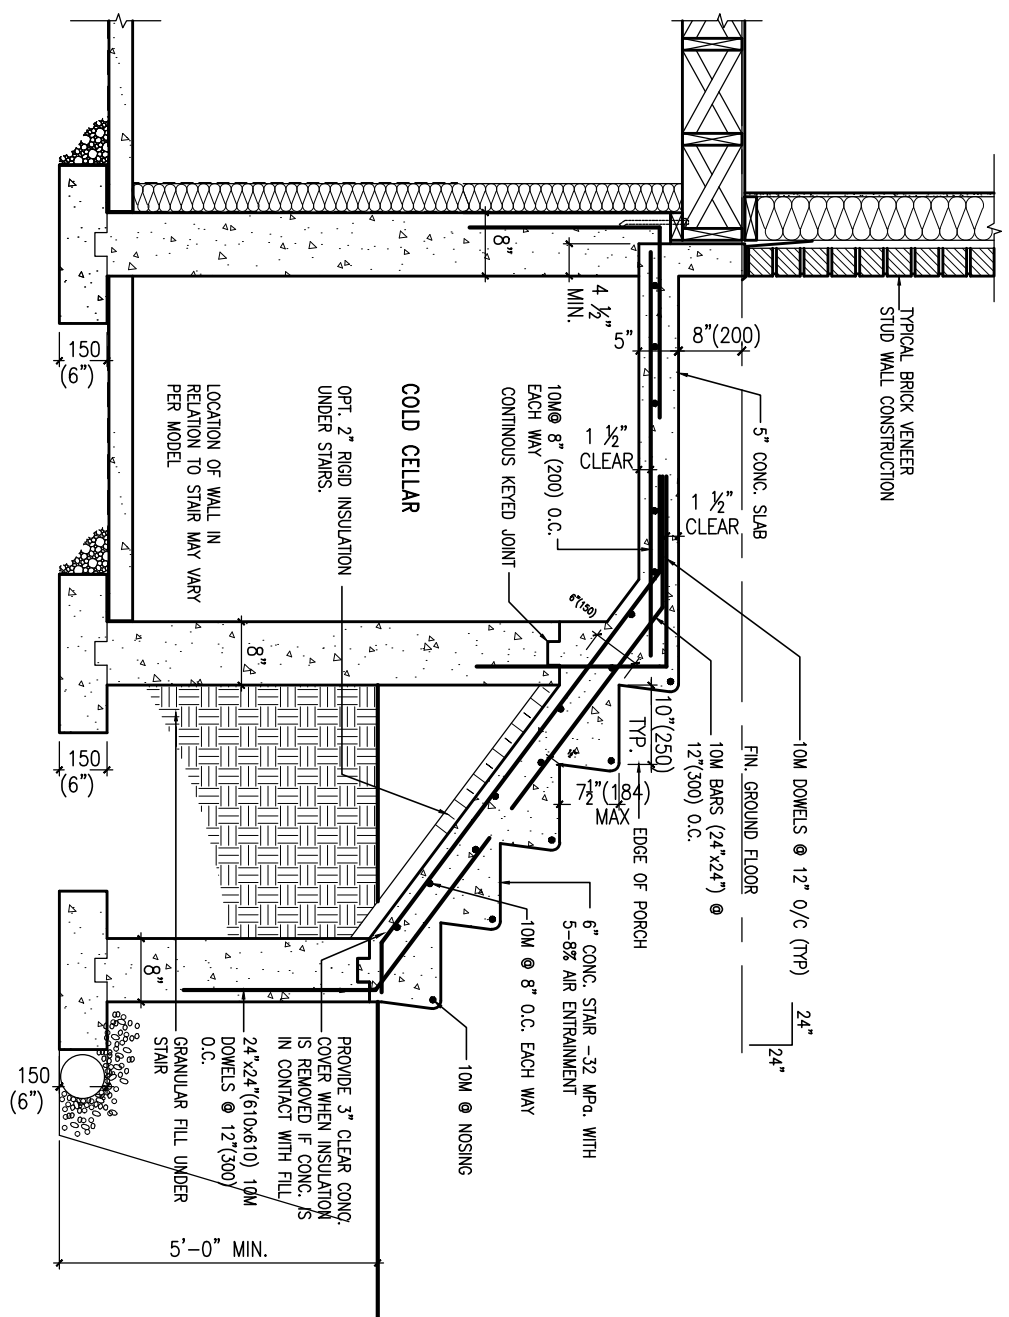 TYPICAL BRICK VENEER
STUD WALL CONSTRUCTION
8"(200)
5"
8"
4 ½"
MIN.
5" CONC. SLAB
1 ½"
CLEAR
1 ½"
CLEAR
10M@ 8" (200) O.C.
EACH WAY
CONTINOUS KEYED JOINT
COLD CELLAR
OPT. 2" RIGID INSULATION
UNDER STAIRS.
LOCATION OF WALL IN
RELATION TO STAIR MAY VARY
PER MODEL
150
(6")
10M DOWELS @ 12" O/C (TYP)
24"
24"
FIN. GROUND FLOOR
10M BARS (24"x24") @
12"(300) O.C.
6"(150)
10"(250)
TYP.
7½"(184)
MAX
EDGE OF PORCH
6" CONC. STAIR -32 MPa. WITH
5-8% AIR ENTRAINMENT
10M @ 8" O.C. EACH WAY
10M @ NOSING
8"
150
(6")
PROVIDE 3" CLEAR CONC.
COVER WHEN INSULATION
IS REMOVED IF CONC. IS
IN CONTACT WITH FILL
24"x24"(610x610) 10M
DOWELS @ 12"(300)
O.C.
GRANULAR FILL UNDER
STAIR
8"
150
(6")
5'-0" MIN.